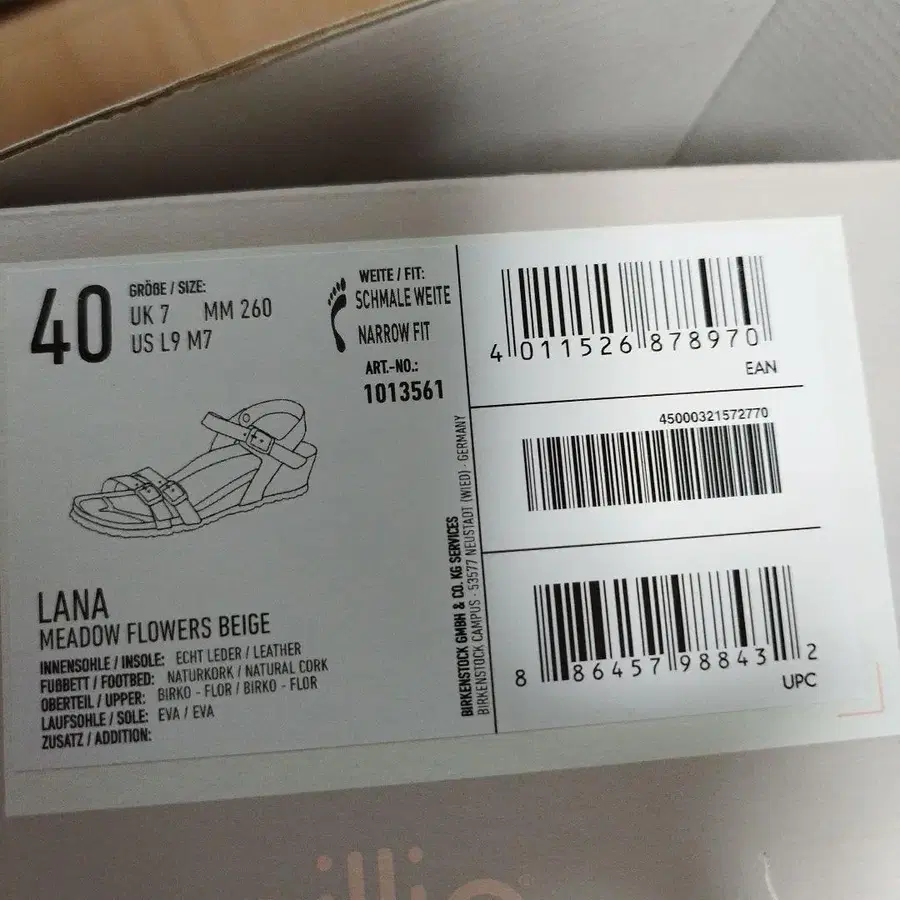 40
GRÖßE / SIZE:
UK 7 MM 260
US L9 M7
WEITE / FIT:
SCHMALE WEITE
NARROW FIT
ART.-NO.:
1013561
LANA
MEADOW FLOWERS BEIGE
INNENSOHLE / INSOLE: ECHT LEDER / LEATHER
FUßBETT / FOOTBED: NATURKORK / NATURAL CORK
OBERTEIL / UPPER: BIRKO - FLOR / BIRKO - FLOR
LAUFSOHLE / SOLE: EVA / EVA
ZUSATZ / ADDITION:
BIRKENSTOCK GMBH & CO. KG SERVICES
BIRKENSTOCK CAMPUS · 53577 NEUSTADT (WIED) · GERMANY
4 011526 878970
EAN
45000321572770
8 86457 98843 2
UPC